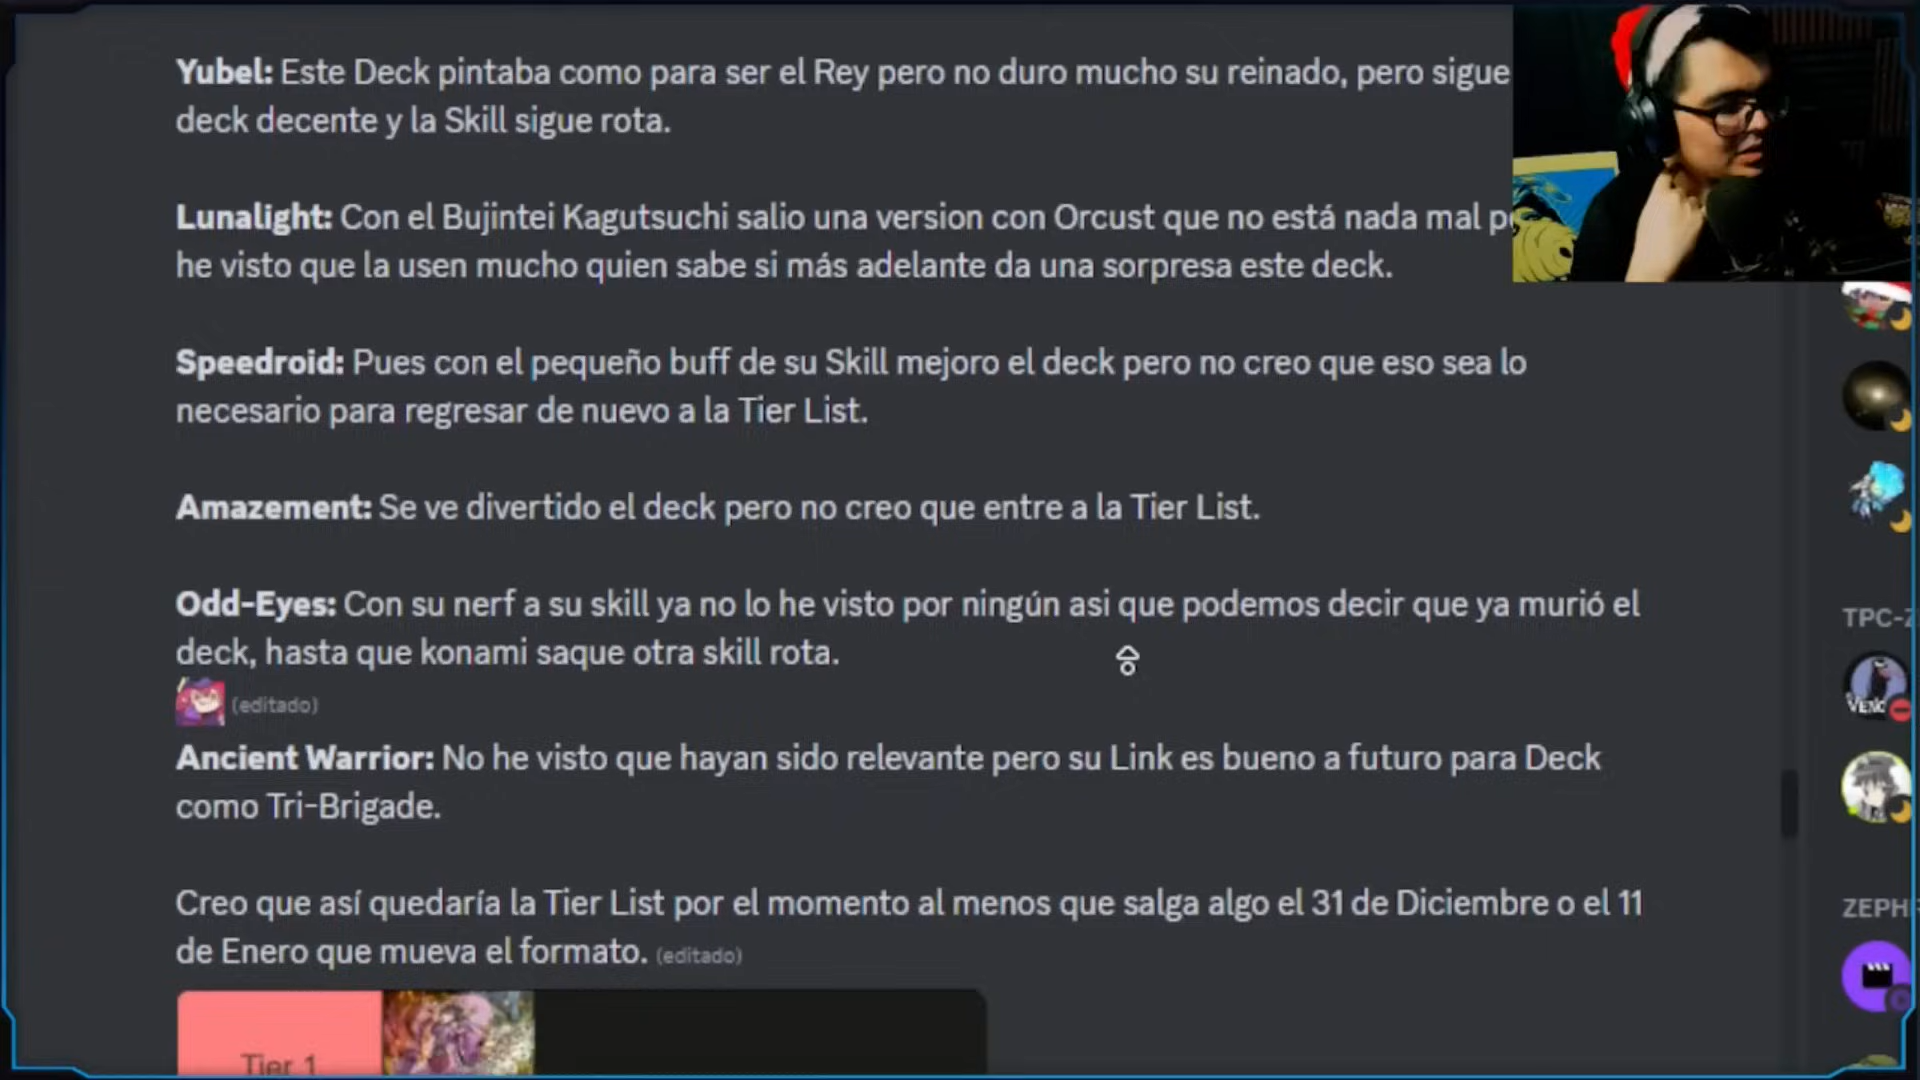 Yubel: Este Deck pintaba como para ser el Rey pero no duro mucho su reinado, pero sigue
deck decente y la Skill sigue rota.
Lunalight: Con el Bujintei Kagutsuchi salio una version con Orcust que no está nada mal
he visto que la usen mucho quien sabe si más adelante da una sorpresa este deck.
Speedroid: Pues con el pequeño buff de su Skill mejoro el deck pero no creo que eso sea lo
necesario para regresar de nuevo a la Tier List.
Amazement: Se ve divertido el deck pero no creo que entre a la Tier List.
Odd-Eyes: Con su nerf a su skill ya no lo he visto por ningún asi que podemos decir que ya murió el
deck, hasta que konami saque otra skill rota.
(editado)
Ancient Warrior: No he visto que hayan sido relevante pero su Link es bueno a futuro para Deck
como Tri-Brigade.
Creo que así quedaría la Tier List por el momento al menos que salga algo el 31 de Diciembre o el 11
de Enero que mueva el formato. (editado)
Tier 1
TPC-Z
ZEPH